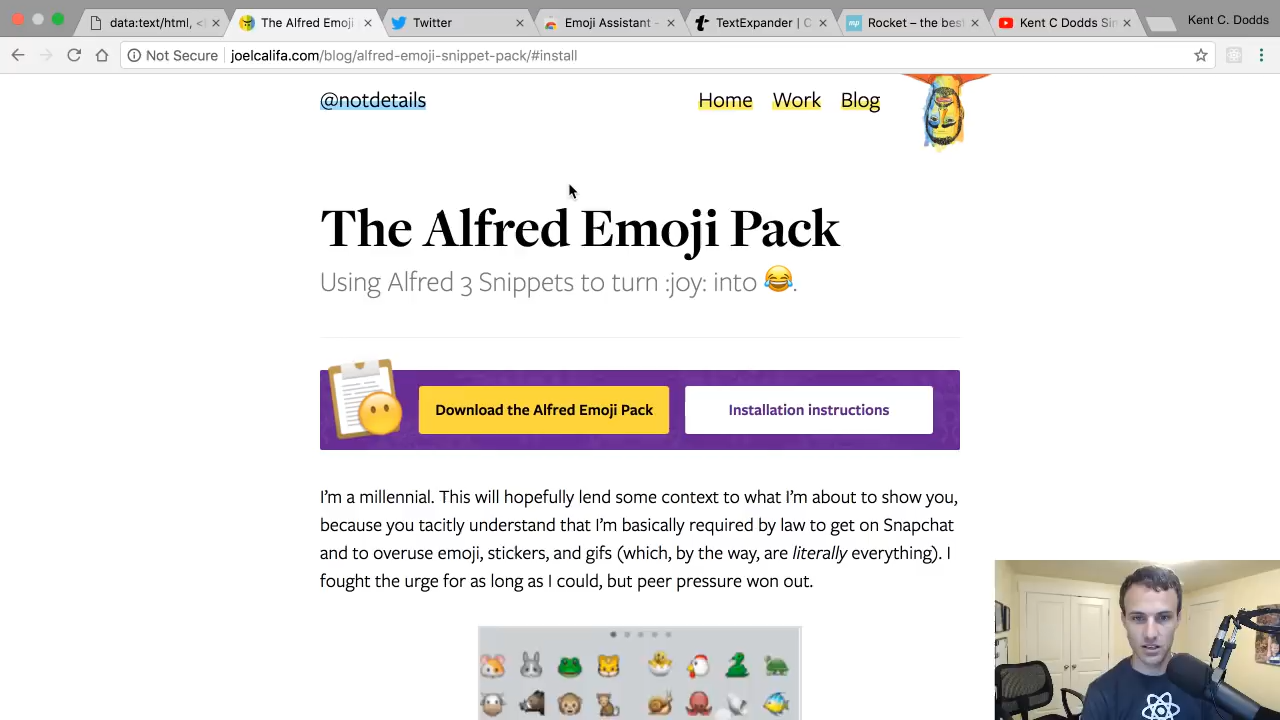 data:text/html, <
The Alfred Emoji
Twitter
Emoji Assistant -
TextExpander | C
Rocket – the best
Kent C Dodds Sin
Kent C. Dodds
Not Secure
joelcalifa.com/blog/alfred-emoji-snippet-pack/#install
@notdetails
Home
Work
Blog
The Alfred Emoji Pack
Using Alfred 3 Snippets to turn :joy: into 😂.
Download the Alfred Emoji Pack
Installation instructions
I'm a millennial. This will hopefully lend some context to what I'm about to show you,
because you tacitly understand that I'm basically required by law to get on Snapchat
and to overuse emoji, stickers, and gifs (which, by the way, are literally everything). I
fought the urge for as long as I could, but peer pressure won out.